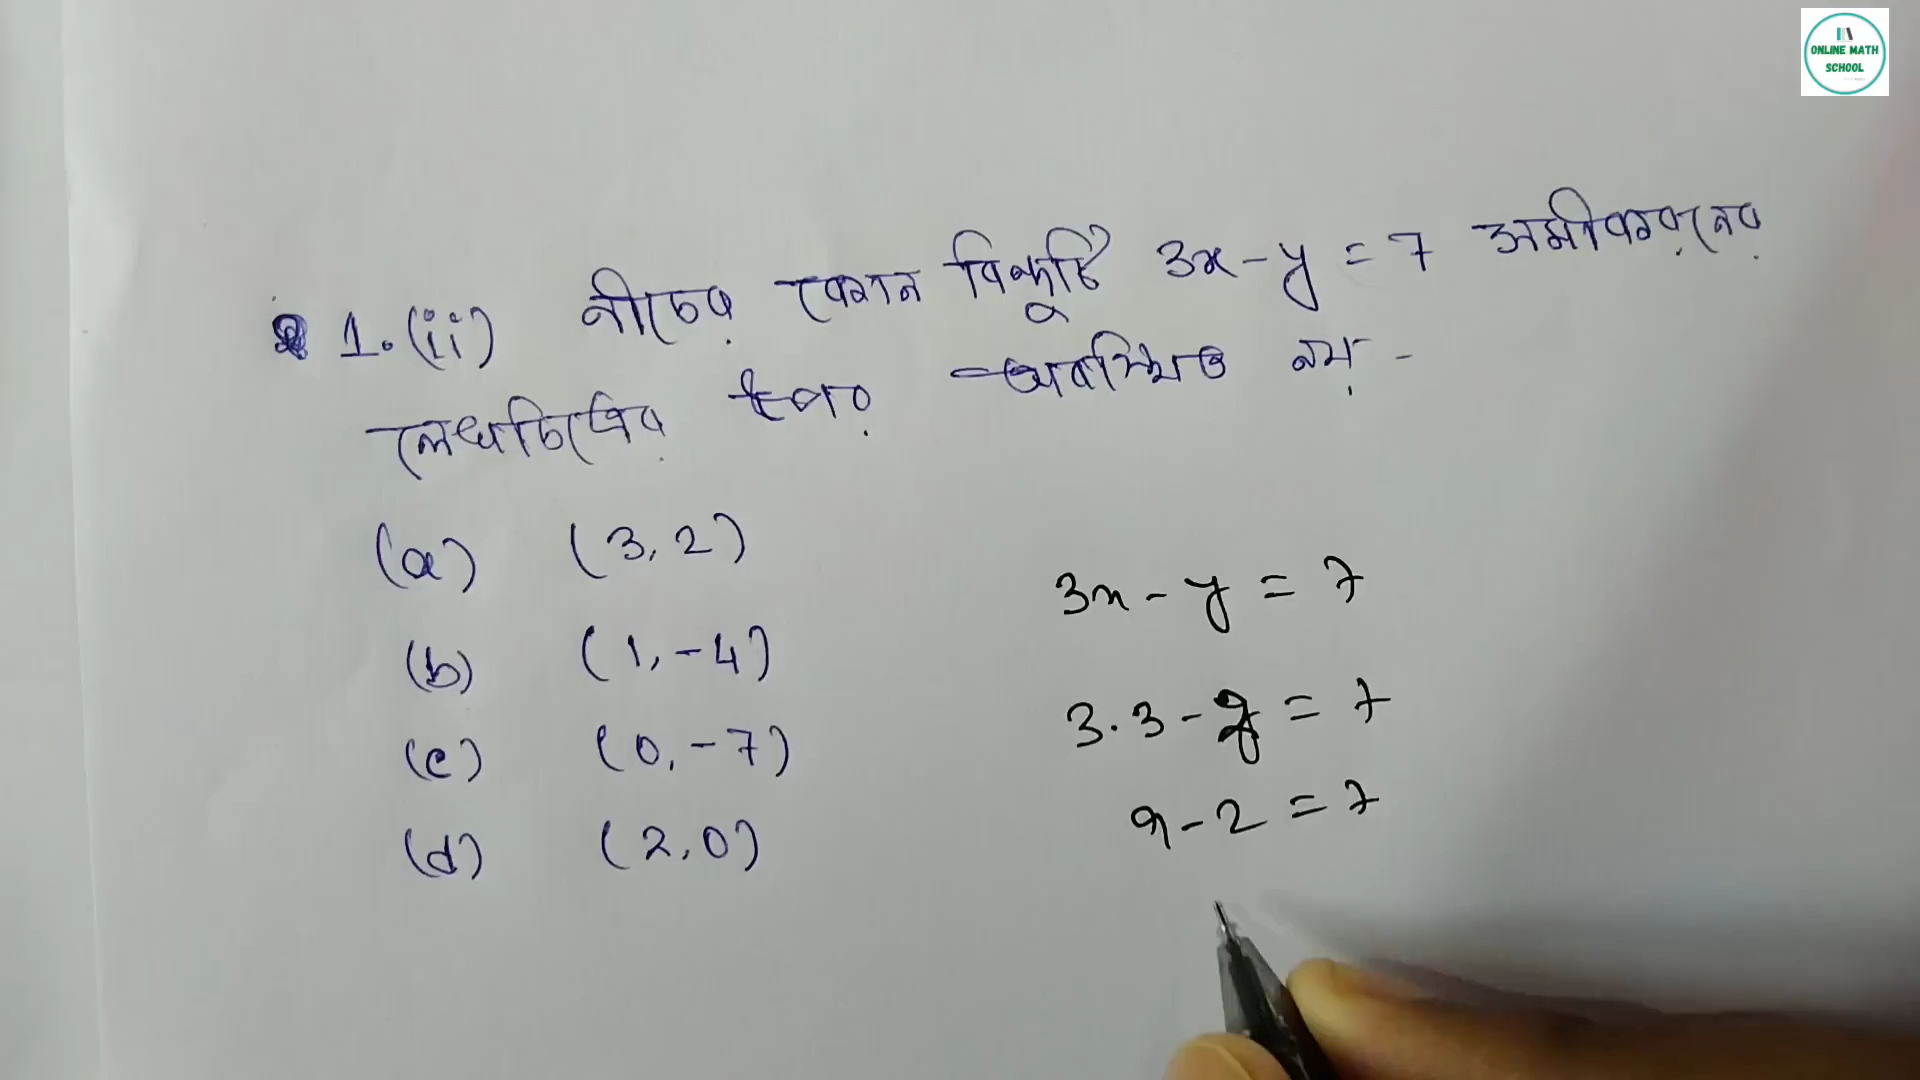 ONLINE MATH
SCHOOL
1.(ii) নীচের কোন বিন্দুটি 3x - y = 7 সমীকরনের
লেখচিত্রের উপর অবস্থিত নয় -
(a) (3, 2)
(b) (1, -4)
(c) (0, -7)
(d) (2, 0)
3x - y = 7
3.3 - 2 = 7
9 - 2 = 7